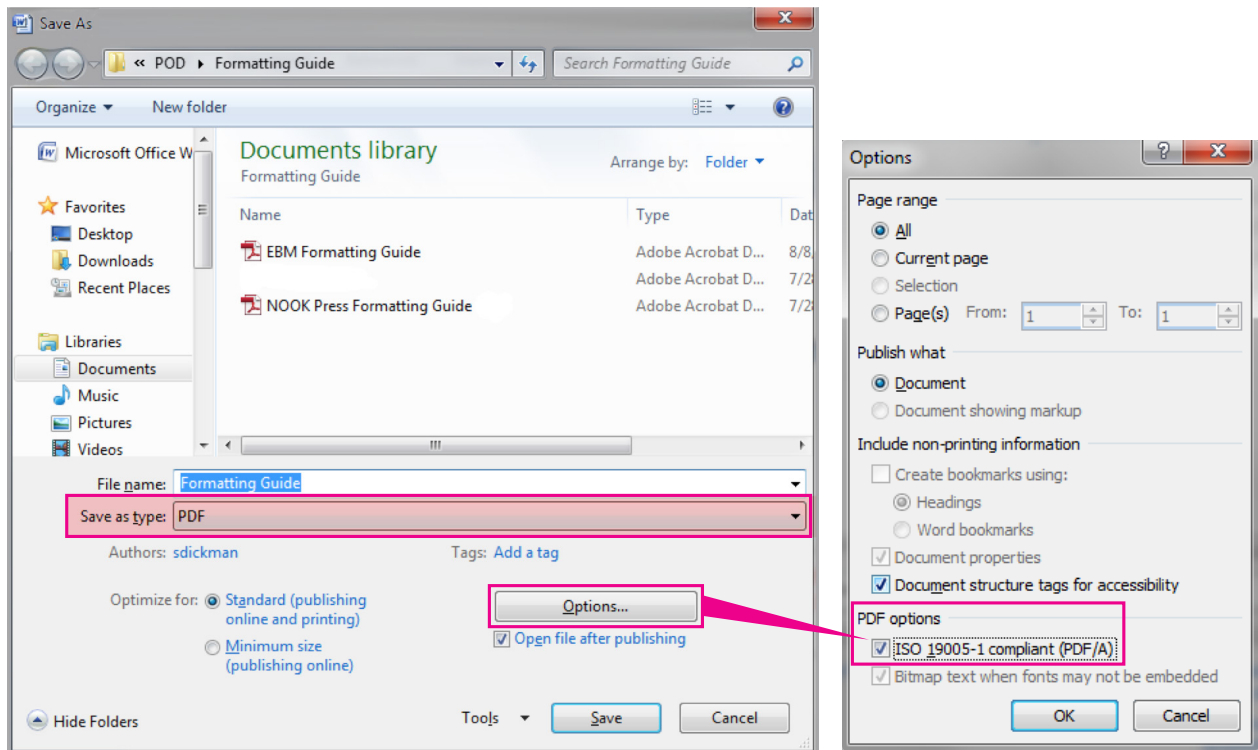 Save As
« POD ▸ Formatting Guide
Search Formatting Guide
Organize
New folder
Microsoft Office W
Favorites
Desktop
Downloads
Recent Places
Libraries
Documents
Music
Pictures
Videos
Documents library
Formatting Guide
Arrange by: Folder
Name Type Dat
EBM Formatting Guide Adobe Acrobat D... 8/8,
Adobe Acrobat D... 7/2
NOOK Press Formatting Guide Adobe Acrobat D... 7/2
File name: Formatting Guide
Save as type: PDF
Authors: sdickman
Tags: Add a tag
Optimize for: Standard (publishing
online and printing)
Minimum size
(publishing online)
Options...
Open file after publishing
Hide Folders
Tools
Save
Cancel
Options
Page range
All
Current page
Selection
Page(s) From: 1 To: 1
Publish what
Document
Document showing markup
Include non-printing information
Create bookmarks using:
Headings
Word bookmarks
Document properties
Document structure tags for accessibility
PDF options
ISO 19005-1 compliant (PDF/A)
Bitmap text when fonts may not be embedded
OK
Cancel